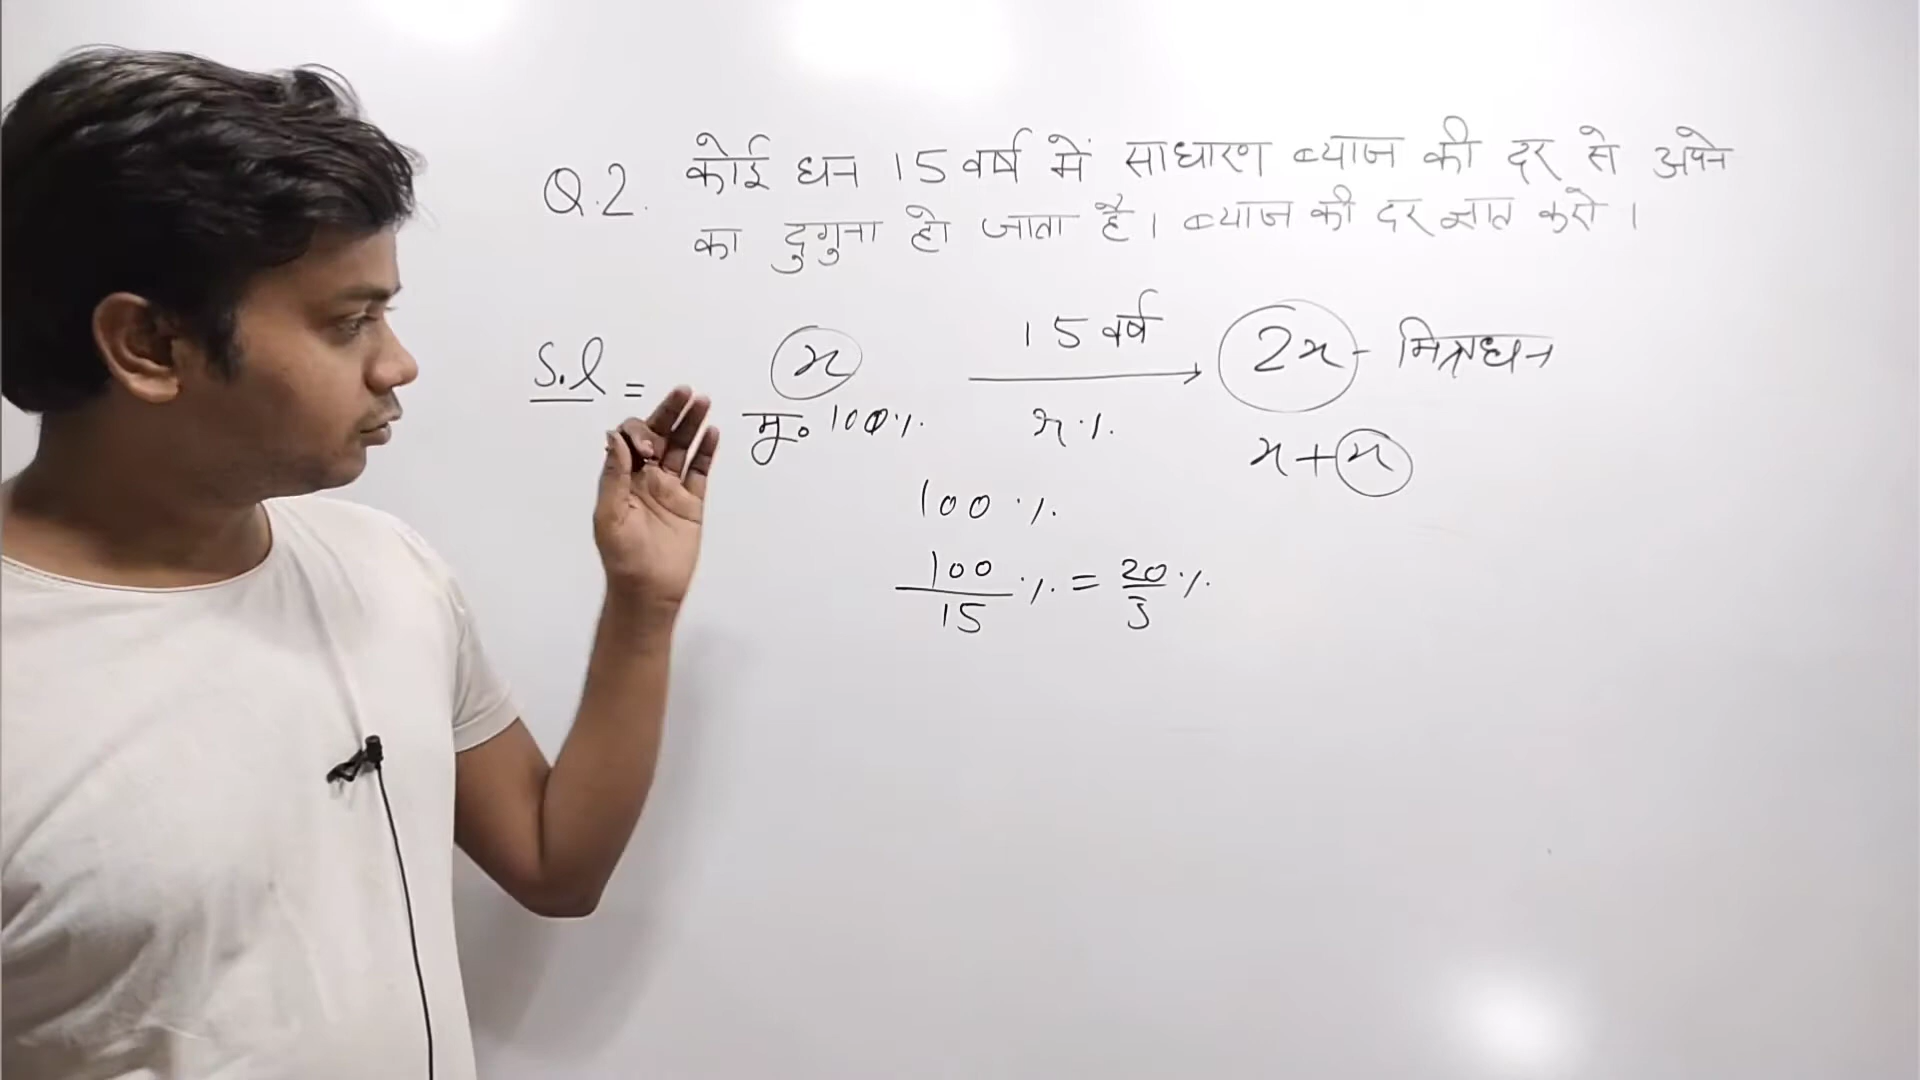 Q.2. कोई धन 15 वर्ष में साधारण ब्याज की दर से अपने
का दुगुना हो जाता है। ब्याज की दर ज्ञात करो।
15 वर्ष
S.I = x → 2x - मिश्रधन
मू० 100% r% x+x
100%
100/15 % = 20/3 %